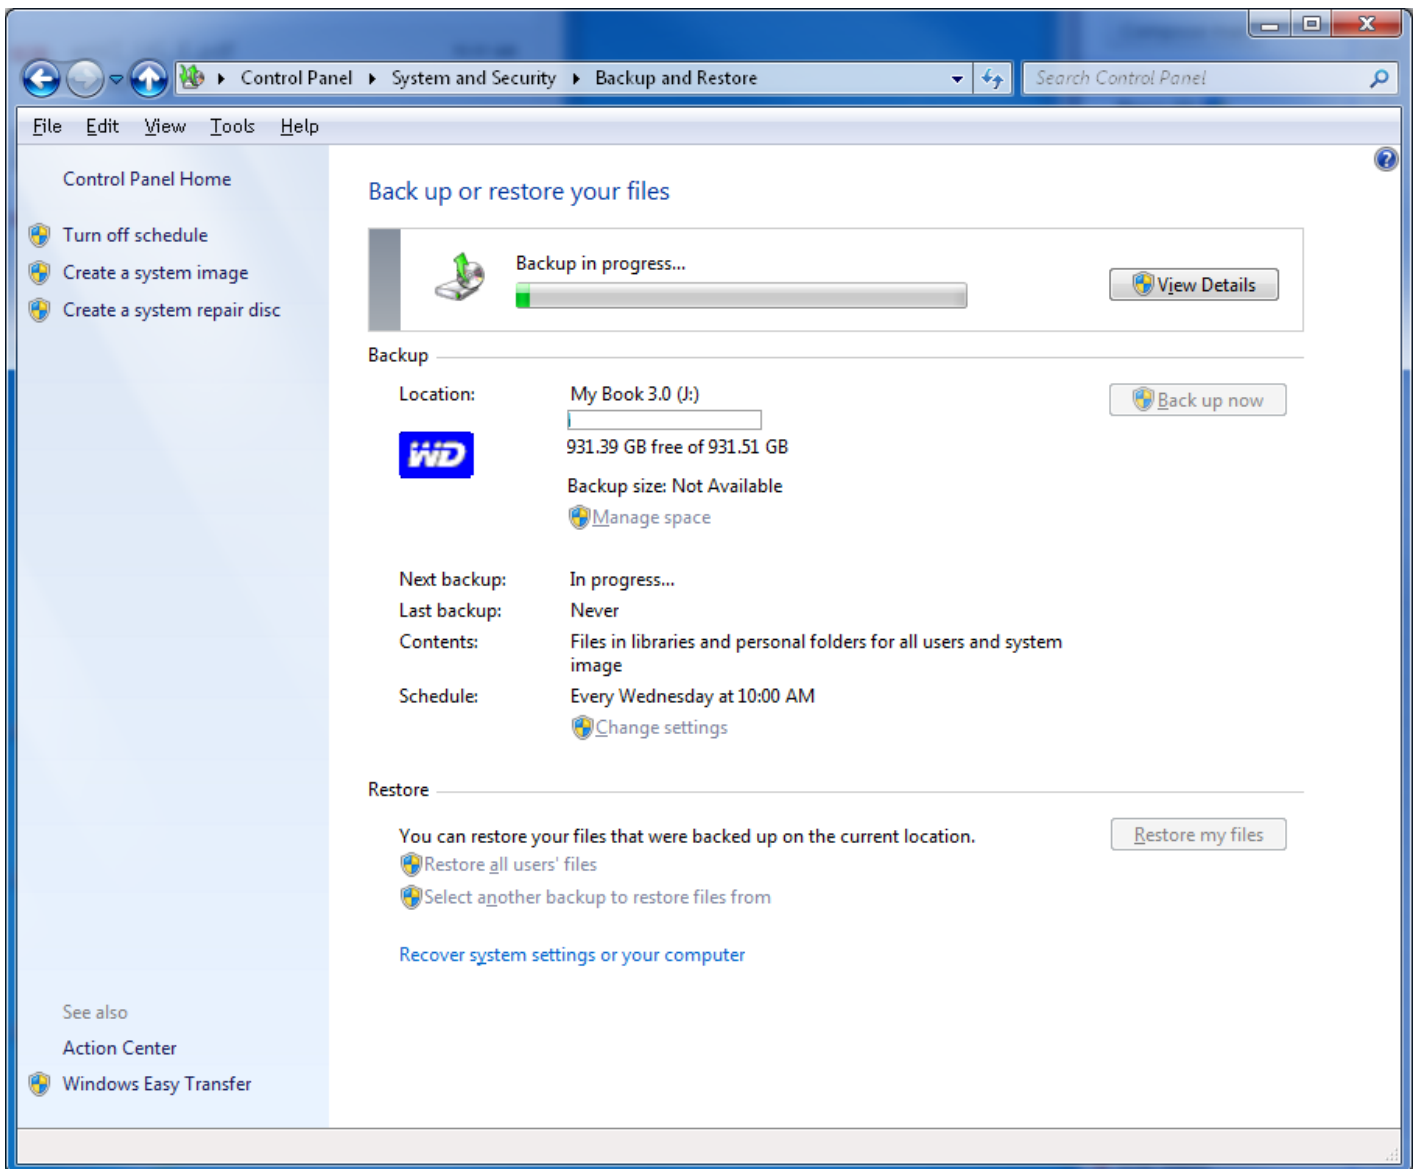 Control Panel ▸ System and Security ▸ Backup and Restore
Search Control Panel
File Edit View Tools Help
Control Panel Home
Turn off schedule
Create a system image
Create a system repair disc
Back up or restore your files
Backup in progress...
View Details
Backup
Location: My Book 3.0 (J:)
Back up now
WD
931.39 GB free of 931.51 GB
Backup size: Not Available
Manage space
Next backup: In progress...
Last backup: Never
Contents: Files in libraries and personal folders for all users and system
image
Schedule: Every Wednesday at 10:00 AM
Change settings
Restore
You can restore your files that were backed up on the current location.
Restore my files
Restore all users' files
Select another backup to restore files from
Recover system settings or your computer
See also
Action Center
Windows Easy Transfer